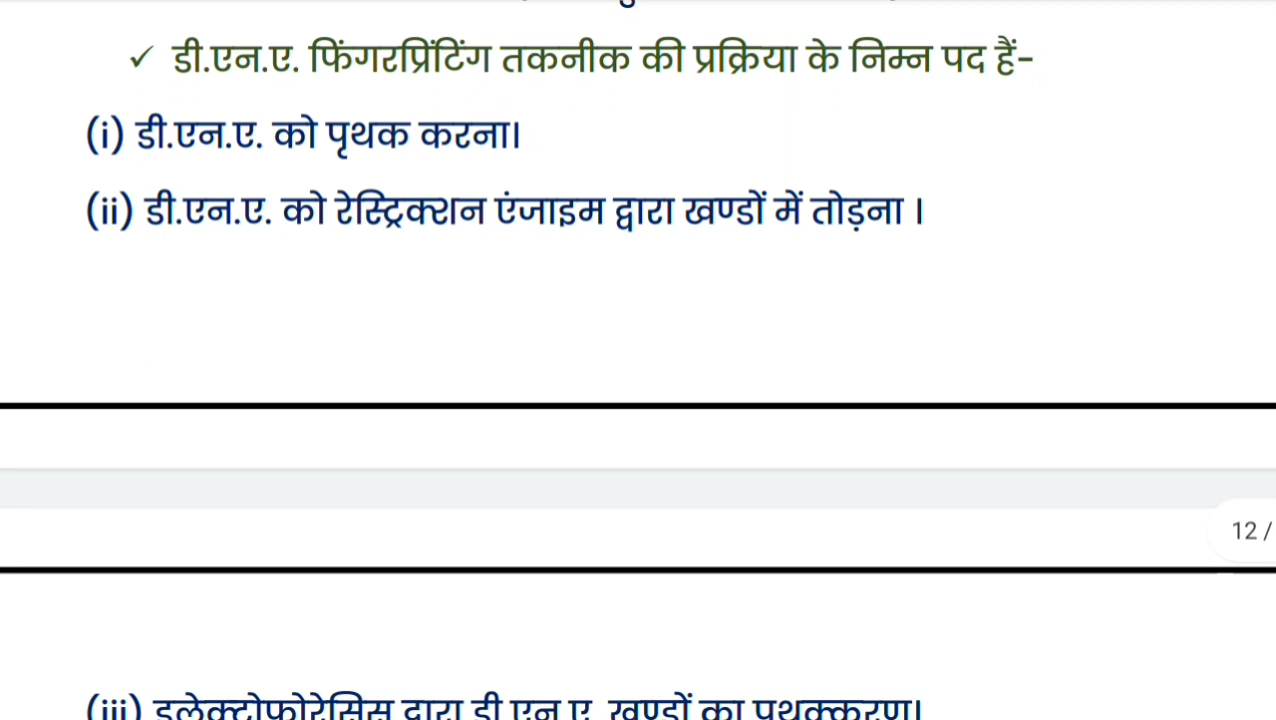 ✓ डी.एन.ए. फिंगरप्रिंटिंग तकनीक की प्रक्रिया के निम्न पद हैं-
(i) डी.एन.ए. को पृथक करना।
(ii) डी.एन.ए. को रेस्ट्रिक्शन एंजाइम द्वारा खण्डों में तोड़ना ।
12 /
(iii) इलेक्टोफोरेसिस द्वारा डी एन ए खण्डों का पृथक्करण।